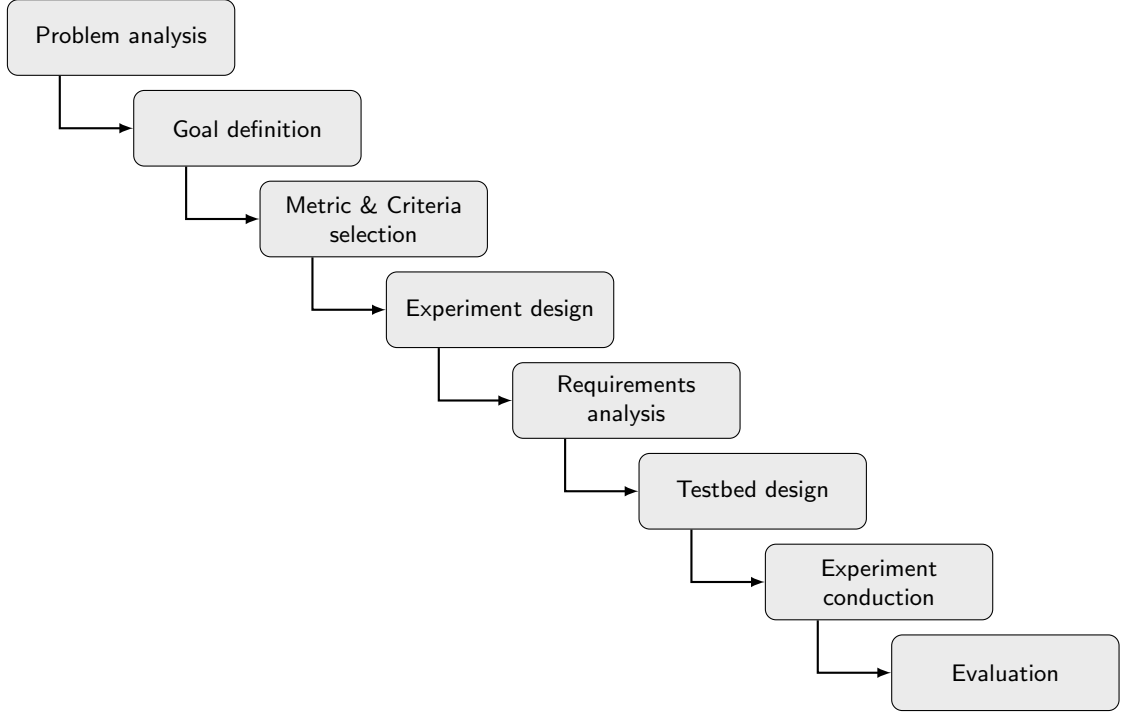 Problem analysis
Goal definition
Metric & Criteria
selection
Experiment design
Requirements
analysis
Testbed design
Experiment
conduction
Evaluation